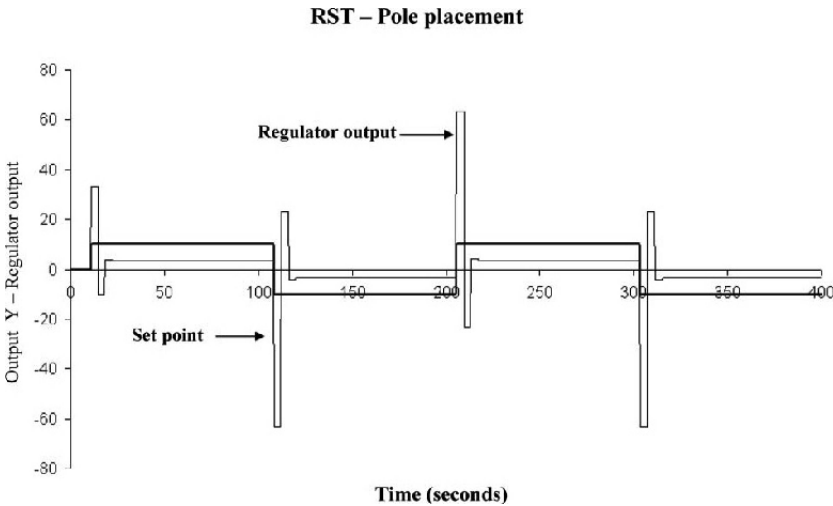 RST – Pole placement
Output Y – Regulator output
80
60
40
20
0
-20
-40
-60
-80
Regulator output
Set point
0 50 100 150 200 250 300 350 400
Time (seconds)